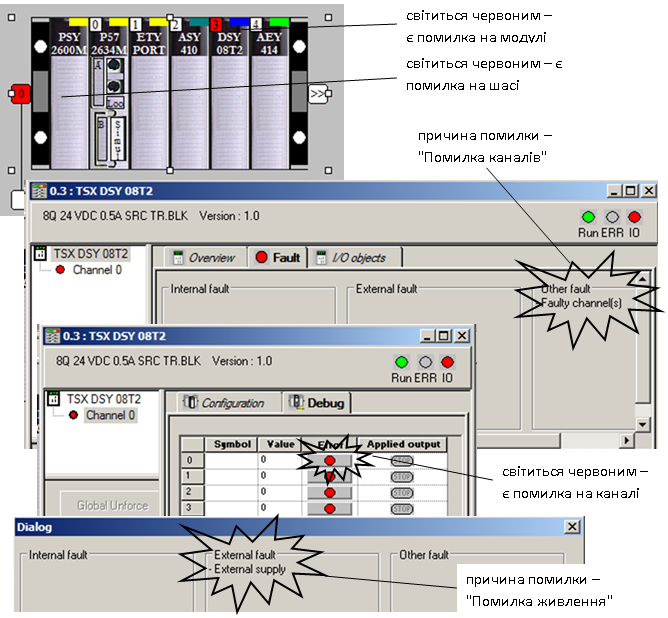 світиться червоним –
є помилка на модулі
світиться червоним – є
помилка на шасі
0 1 2 3 4
PSY P57 ETY ASY DSY AEY
2600M 2634M PORT 410 08T2 414
A
Loo
B
0
>>
причина помилки –
"Помилка каналів"
0.3 : TSX DSY 08T2
8Q 24 VDC 0.5A SRC TR.BLK Version : 1.0
Run ERR IO
TSX DSY 08T2
Channel 0
Overview Fault I/O objects
Internal fault External fault Other fault
- Faulty channel(s)
0.3 : TSX DSY 08T2
8Q 24 VDC 0.5A SRC TR.BLK Version : 1.0
Run ERR IO
TSX DSY 08T2
Channel 0
Configuration Debug
Symbol Value Error Applied output
0 0 STOP
1 0 STOP
2 0 STOP
3 0 STOP
Global Unforce
світиться червоним –
є помилка на каналі
Dialog
Internal fault External fault Other fault
- External supply
причина помилки –
"Помилка живлення"